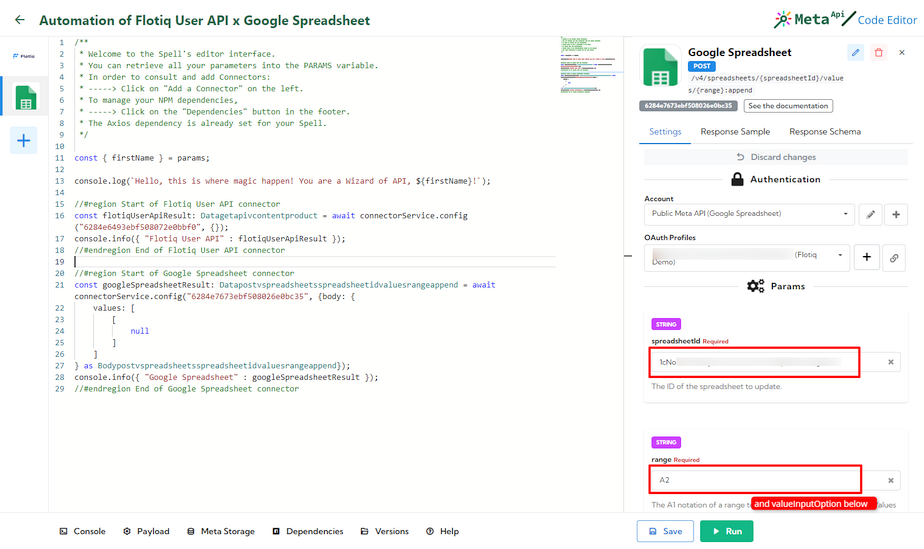 Automation of Flotiq User API x Google Spreadsheet
Meta Api / Code Editor
Flotiq
1 /**
2 * Welcome to the Spell's editor interface.
3 * You can retrieve all your parameters into the PARAMS variable.
4 * In order to consult and add Connectors:
5 * -----> Click on "Add a Connector" on the left.
6 * To manage your NPM dependencies,
7 * -----> Click on the "Dependencies" button in the footer.
8 * The Axios dependency is already set for your Spell.
9 */
10
11 const { firstName } = params;
12
13 console.log(`Hello, this is where magic happen! You are a Wizard of API, ${firstName}!`);
14
15 //#region Start of Flotiq User API connector
16 const flotiqUserApiResult: Datagetapivcontentproduct = await connectorService.config
("6284e6493ebf508072e0bbf0", {});
17 console.info({ "Flotiq User API" : flotiqUserApiResult });
18 //#endregion End of Flotiq User API connector
19
20 //#region Start of Google Spreadsheet connector
21 const googleSpreadsheetResult: Datapostvspreadsheetsspreadsheetidvaluesrangeappend = await
connectorService.config("6284e7673ebf508026e0bc35", {body: {
22 values: [
23 [
24 null
25 ]
26 ]
27 } as Bodypostvspreadsheetsspreadsheetidvaluesrangeappend});
28 console.info({ "Google Spreadsheet" : googleSpreadsheetResult });
29 //#endregion End of Google Spreadsheet connector
Google Spreadsheet
POST
/v4/spreadsheets/{spreadsheetId}/value
s/{range}:append
6284e7673ebf508026e0bc35 See the documentation
Settings Response Sample Response Schema
Discard changes
Authentication
Account
Public Meta API (Google Spreadsheet)
OAuth Profiles
(Flotiq
Demo)
Params
STRING
spreadsheetId Required
1cNo
The ID of the spreadsheet to update.
STRING
range Required
A2
The A1 notation of a range t
and valueInputOption below
alues
Console Payload Meta Storage Dependencies Versions Help
Save Run